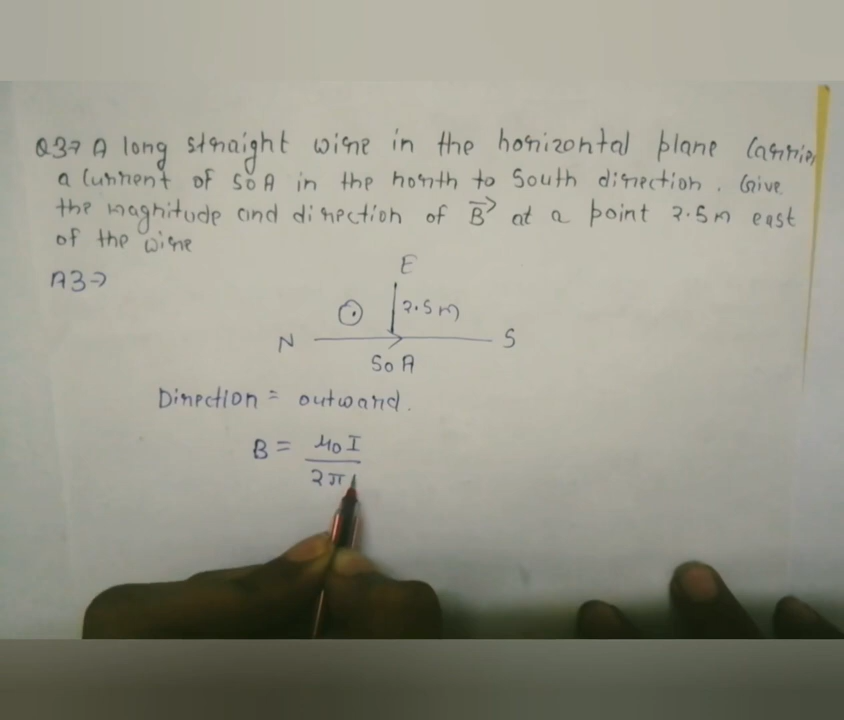 Q3→ A long straight wire in the horizontal plane carries
a current of 50 A in the north to South direction. Give
the magnitude and direction of B⃗ at a point 2.5m east
of the wire
A3→
E
⊙ 2.5m
N S
50 A
Direction = outward.
B = μ0 I
2π